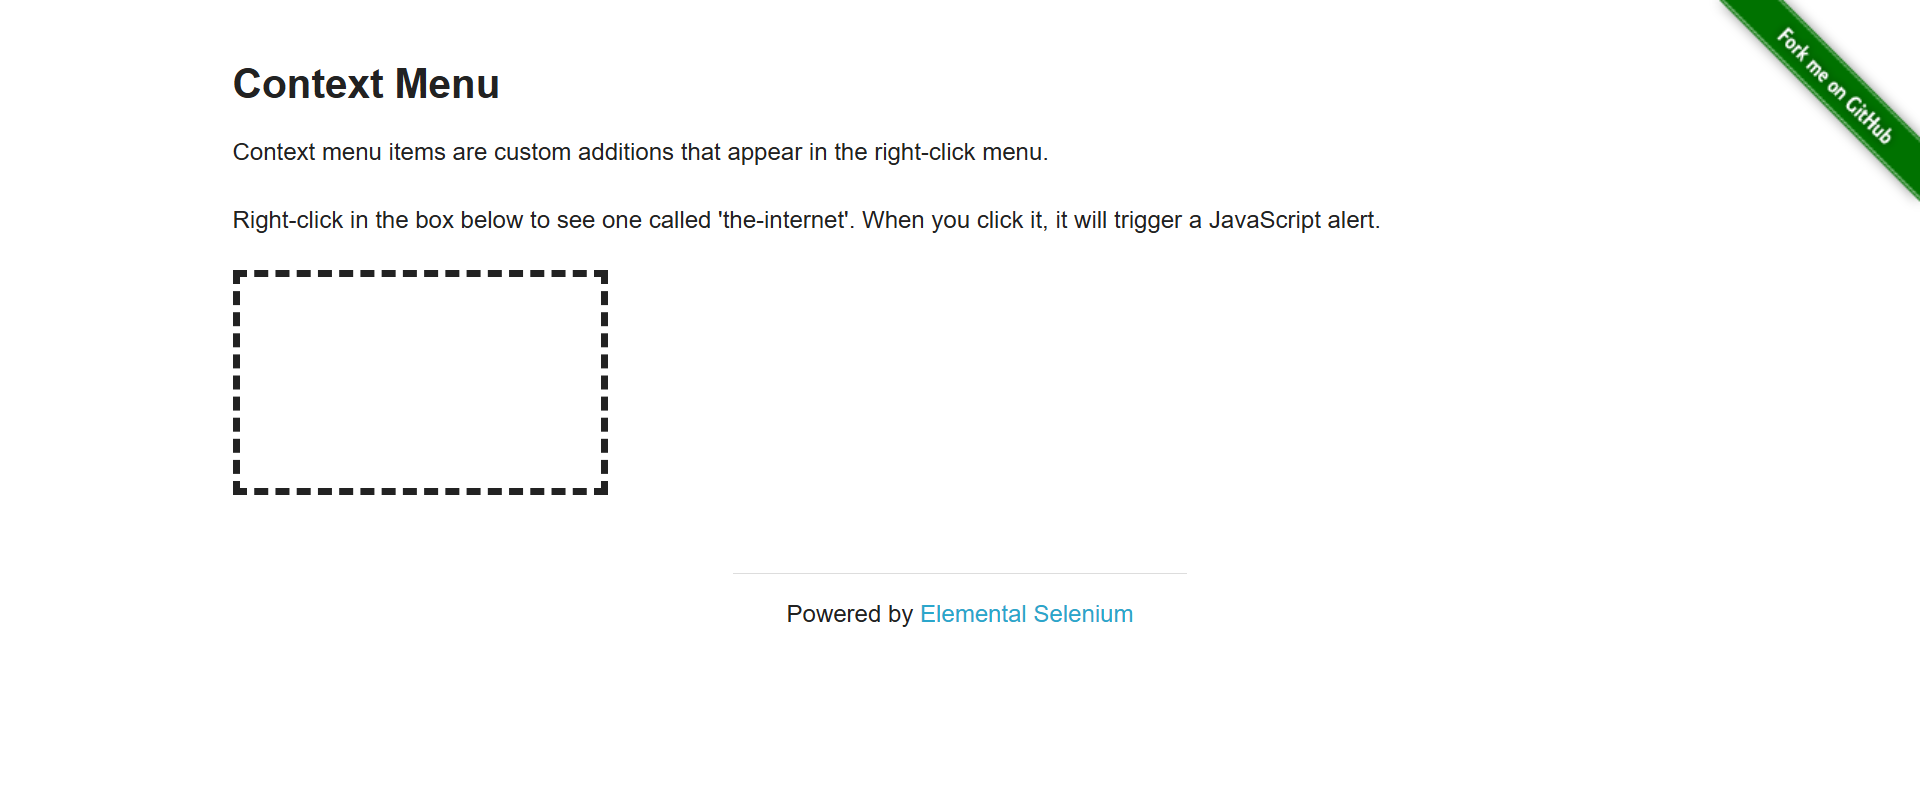 Context Menu
Context menu items are custom additions that appear in the right-click menu.
Right-click in the box below to see one called 'the-internet'. When you click it, it will trigger a JavaScript alert.
Powered by Elemental Selenium
Fork me on GitHub